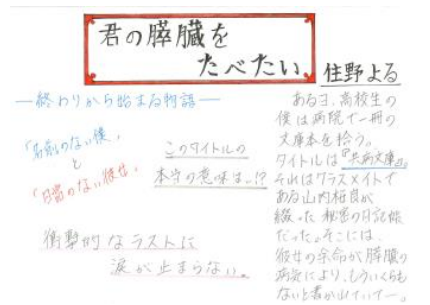 君の膵臓を
たべたい。
住野よる
―終わりから始まる物語―
「名前のない僕」
と
「日常のない彼女」
このタイトルの
本当の意味は..!?
衝撃的なラストに
涙が止まらない。
ある日、高校生の
僕は病院で一冊の
文庫本を拾う。
タイトルは『共病文庫』。
それはクラスメイトで
ある山内桜良が
綴った秘密の日記帳
だった。そこには、
彼女の余命が膵臓の
病気により、もういくらも
ないと書かれていて―。